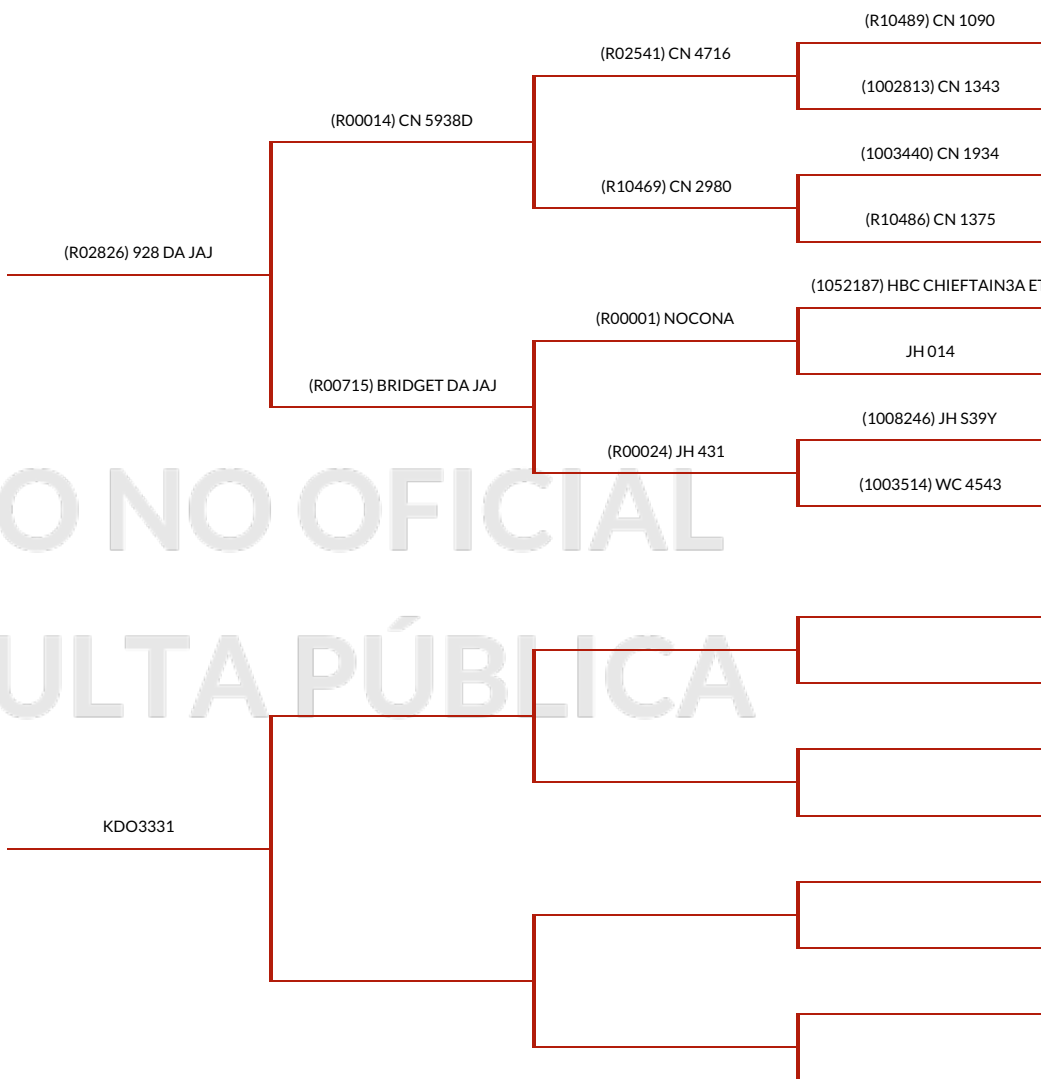 (R10489) CN 1090
(R02541) CN 4716
(1002813) CN 1343
(R00014) CN 5938D
(1003440) CN 1934
(R10469) CN 2980
(R10486) CN 1375
(R02826) 928 DA JAJ
(1052187) HBC CHIEFTAIN3A ET
(R00001) NOCONA
JH 014
(R00715) BRIDGET DA JAJ
(1008246) JH S39Y
(R00024) JH 431
(1003514) WC 4543
O NO OFICIAL
ULTA PÚBLICA
KDO3331